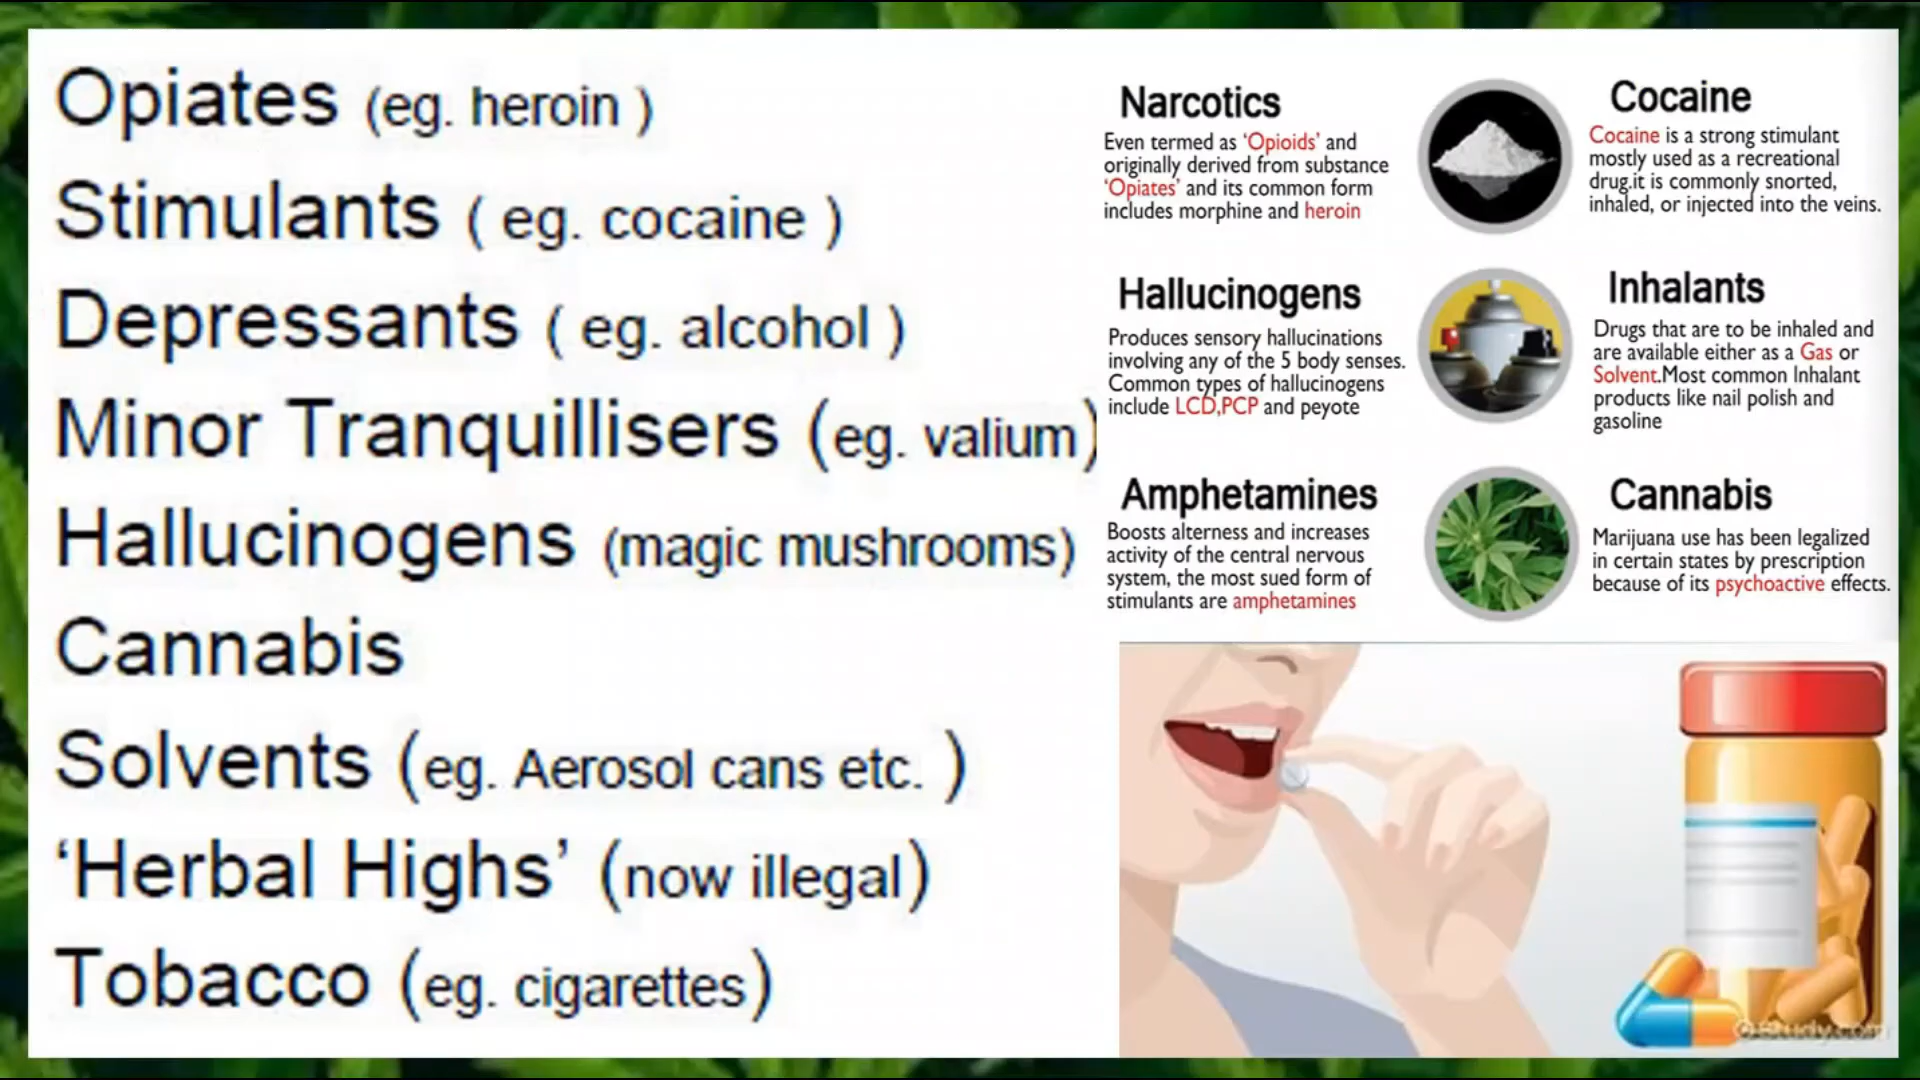 Opiates (eg. heroin )
Stimulants ( eg. cocaine )
Depressants ( eg. alcohol )
Minor Tranquillisers (eg. valium)
Hallucinogens (magic mushrooms)
Cannabis
Solvents (eg. Aerosol cans etc. )
‘Herbal Highs’ (now illegal)
Tobacco (eg. cigarettes)
Narcotics
Even termed as ‘Opioids’ and
originally derived from substance
‘Opiates’ and its common form
includes morphine and heroin
Cocaine
Cocaine is a strong stimulant
mostly used as a recreational
drug.it is commonly snorted,
inhaled, or injected into the veins.
Hallucinogens
Produces sensory hallucinations
involving any of the 5 body senses.
Common types of hallucinogens
include LCD,PCP and peyote
Inhalants
Drugs that are to be inhaled and
are available either as a Gas or
Solvent.Most common Inhalant
products like nail polish and
gasoline
Amphetamines
Boosts alterness and increases
activity of the central nervous
system, the most sued form of
stimulants are amphetamines
Cannabis
Marijuana use has been legalized
in certain states by prescription
because of its psychoactive effects.